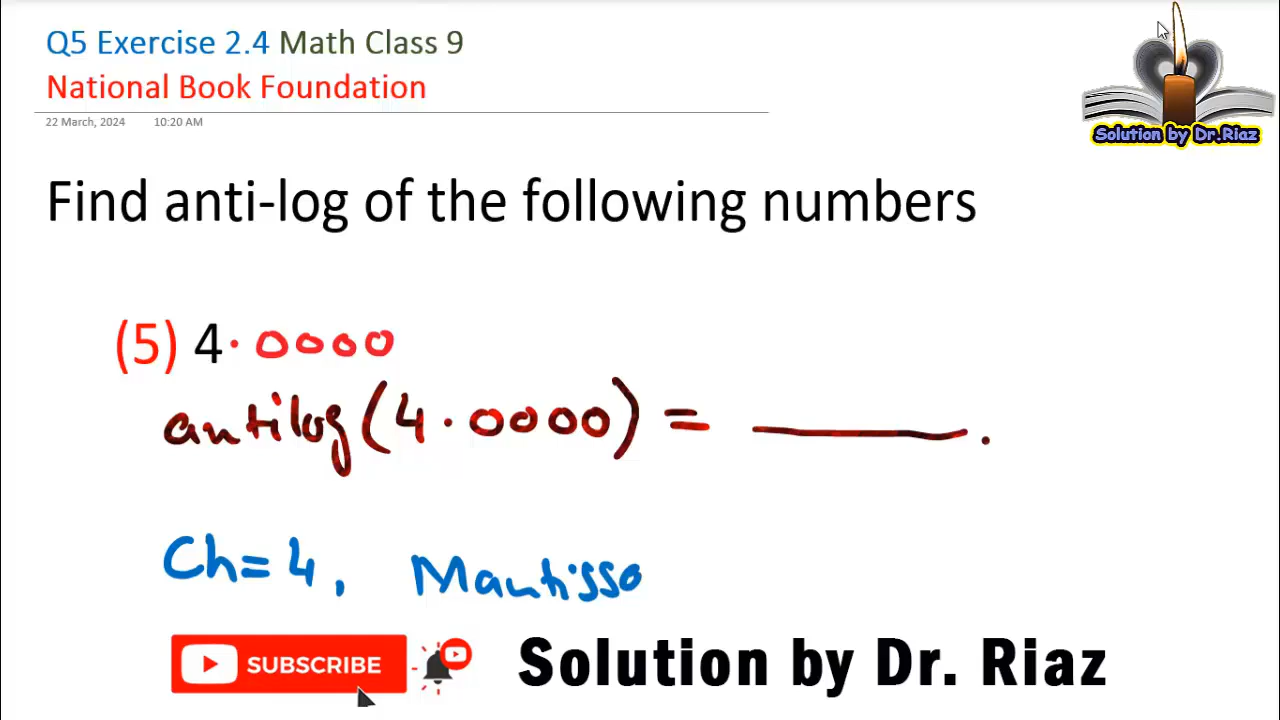 Q5 Exercise 2.4 Math Class 9
National Book Foundation
22 March, 2024 10:20 AM
Solution by Dr.Riaz
Find anti-log of the following numbers
(5) 4.0000
antilog(4.0000) = ______.
Ch=4, Mantisso
SUBSCRIBE
Solution by Dr. Riaz